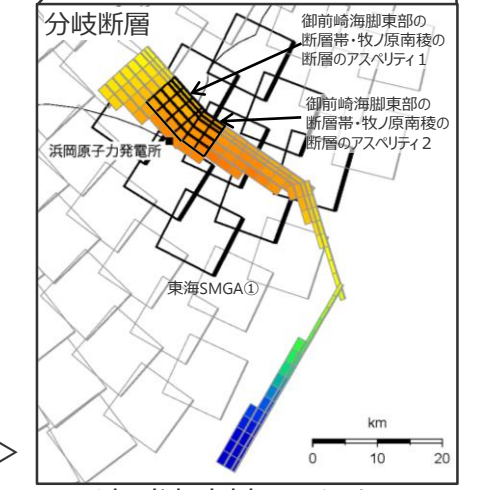 分岐断層
御前崎海脚東部の
断層帯・牧ノ原南稜の
断層のアスペリティ1
御前崎海脚東部の
断層帯・牧ノ原南稜の
断層のアスペリティ2
浜岡原子力発電所
東海SMGA①
km
0 10 20